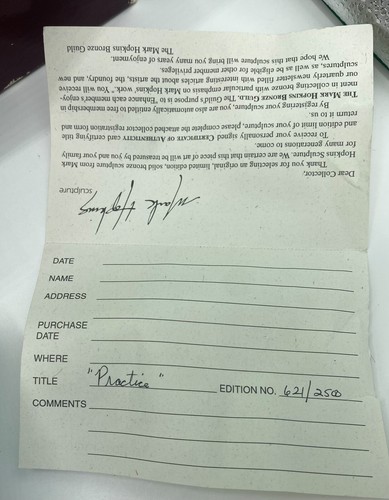 Mark Hopkins
sculpture
Dear Collector,
Thank you for selecting an original, limited edition, solid bronze sculpture from Mark
Hopkins Sculpture. We are certain that this piece of art will be treasured by you and your family
for many generations to come.
To receive your personally signed CERTIFICATE OF AUTHENTICITY card verifying title
and edition limit of your sculpture, please complete the attached collector registration form and
return it to us.
By registering your sculpture, you are also automatically entitled to free membership in
THE MARK HOPKINS BRONZE GUILD. The Guild's purpose is to "Enhance each member's enjoy-
ment in collecting bronze with particular emphasis on Mark Hopkins' work." You will receive
our quarterly newsletter filled with interesting articles about the artists, the foundry, and new
sculptures, as well as be eligible for other member privileges.
We hope that this sculpture will bring you many years of enjoyment.
The Mark Hopkins Bronze Guild
DATE
NAME
ADDRESS
PURCHASE
DATE
WHERE
TITLE "Practice" EDITION NO. 621/2500
COMMENTS